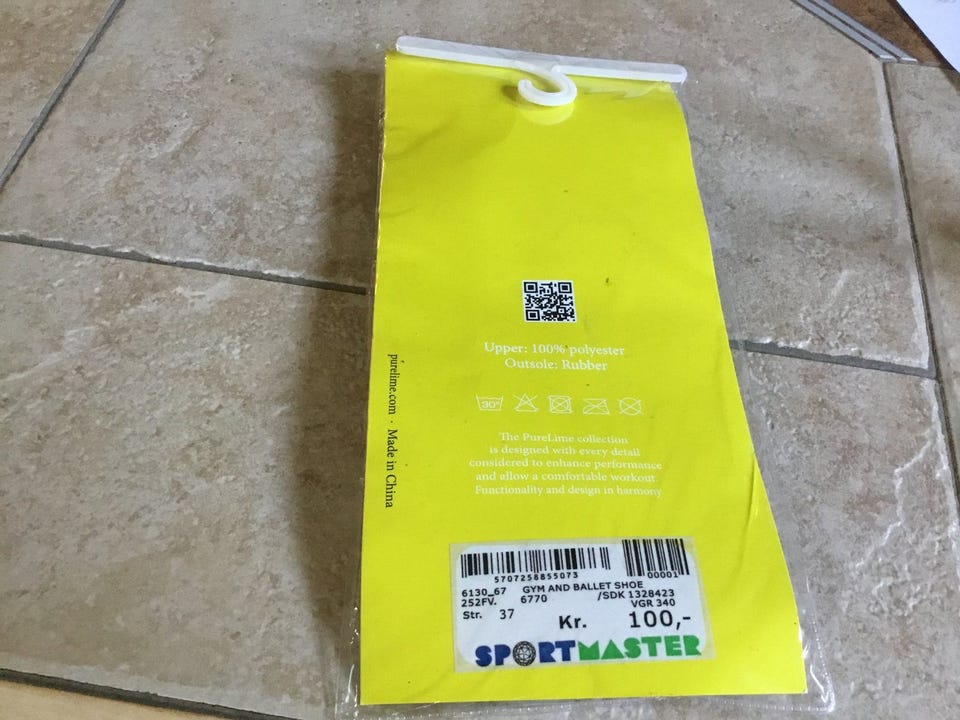 Upper: 100% polyester
Outsole: Rubber
30°
The PureLime collection
is designed with every detail
considered to enhance performance
and allow a comfortable workout
Functionality and design in harmony
purelime.com · Made in China
5707258855073
00001
6130_67 GYM AND BALLET SHOE
252FV. 6770 /SDK 1328423
VGR 340
Str. 37
Kr. 100,-
SPORTMASTER